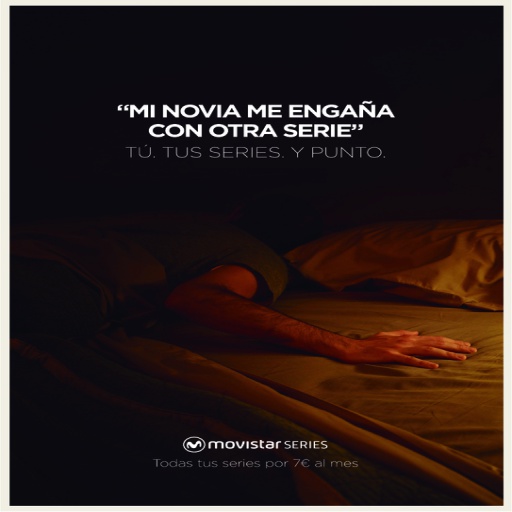 “MI NOVIA ME ENGAÑA
CON OTRA SERIE”
TÚ. TUS SERIES. Y PUNTO.
movistar SERIES
Todas tus series por 7€ al mes